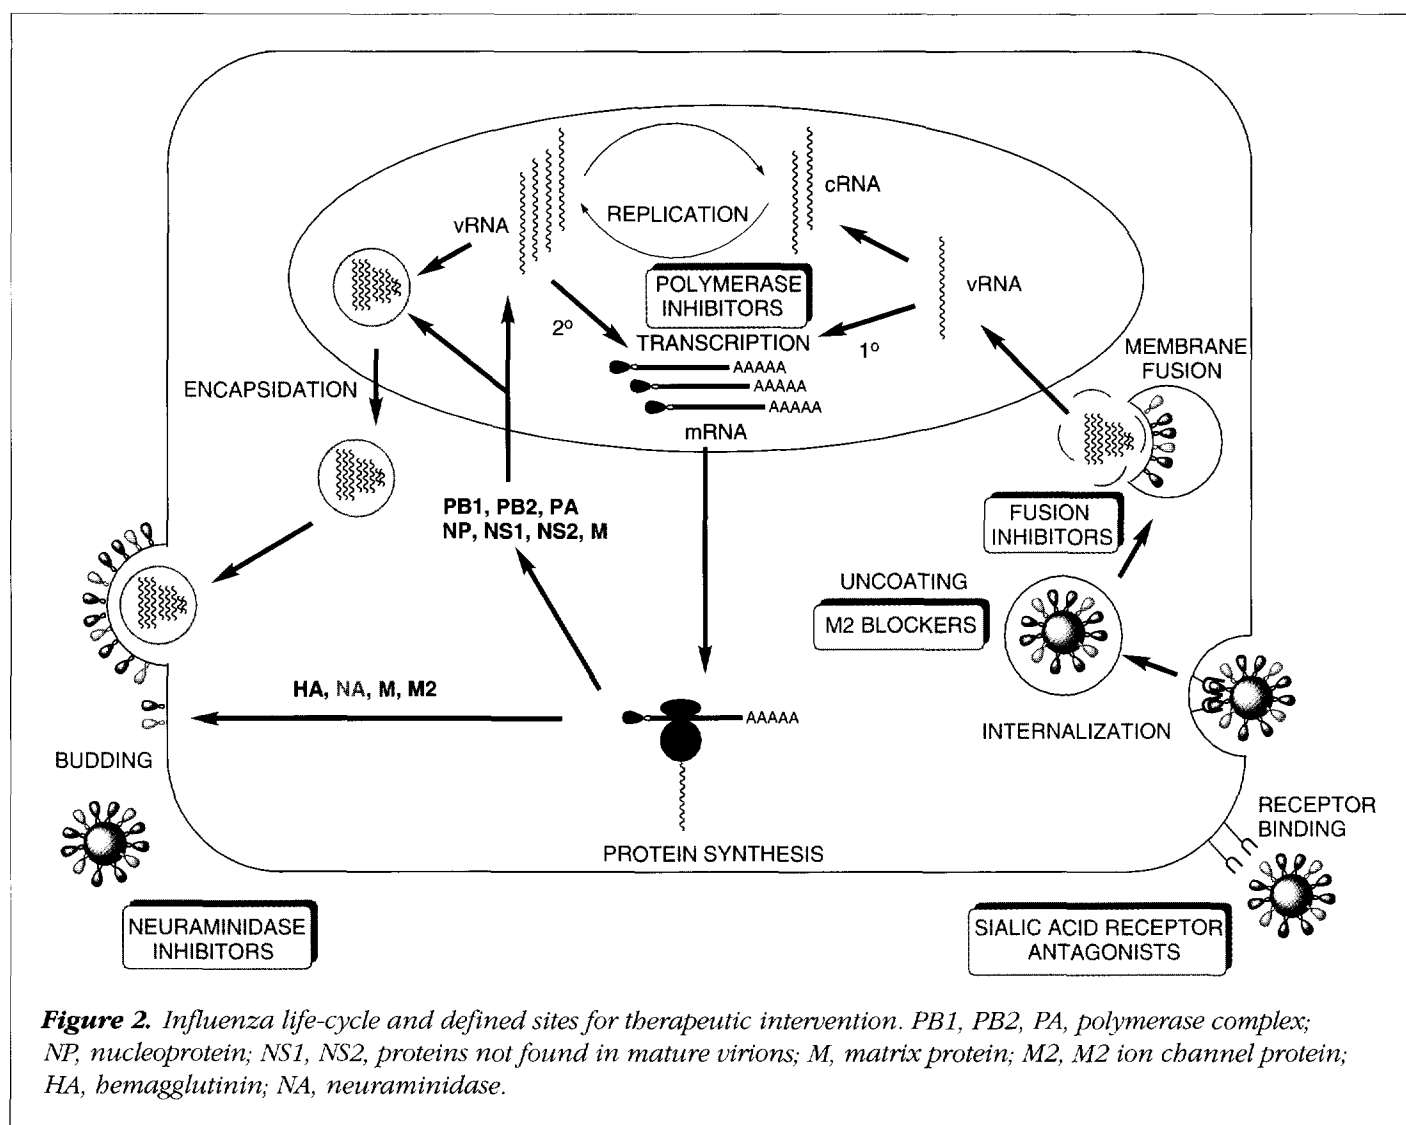 cRNA
REPLICATION
vRNA
POLYMERASE
INHIBITORS
vRNA
2º
TRANSCRIPTION
1º
AAAAA
AAAAA
AAAAA
mRNA
MEMBRANE
FUSION
ENCAPSIDATION
PB1, PB2, PA
NP, NS1, NS2, M
FUSION
INHIBITORS
UNCOATING
M2 BLOCKERS
HA, NA, M, M2
AAAAA
INTERNALIZATION
BUDDING
RECEPTOR
BINDING
PROTEIN SYNTHESIS
NEURAMINIDASE
INHIBITORS
SIALIC ACID RECEPTOR
ANTAGONISTS
Figure 2. Influenza life-cycle and defined sites for therapeutic intervention. PB1, PB2, PA, polymerase complex;
NP, nucleoprotein; NS1, NS2, proteins not found in mature virions; M, matrix protein; M2, M2 ion channel protein;
HA, hemagglutinin; NA, neuraminidase.